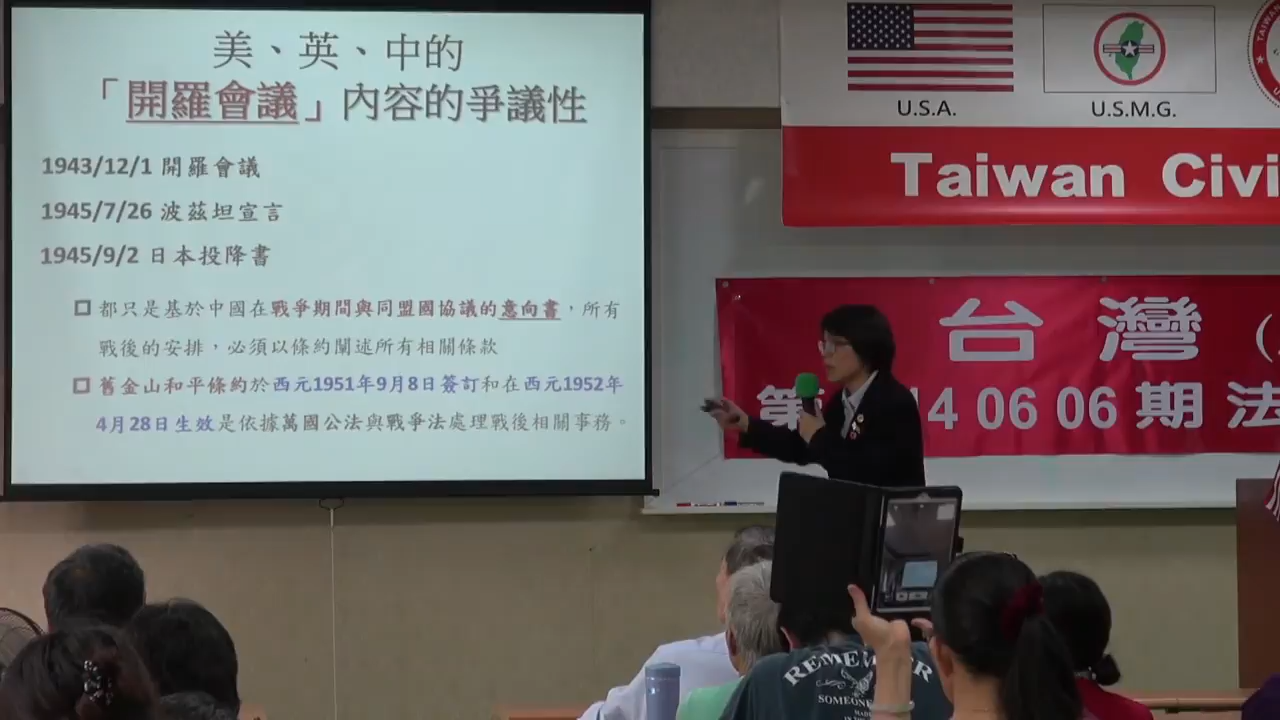 美、英、中的
「開羅會議」內容的爭議性
1943/12/1 開羅會議
1945/7/26 波茲坦宣言
1945/9/2 日本投降書
都只是基於中國在戰爭期間與同盟國協議的意向書，所有
戰後的安排，必須以條約闡述所有相關條款
舊金山和平條約於西元1951年9月8日簽訂和在西元1952年
4月28日生效是依據萬國公法與戰爭法處理戰後相關事務。
U.S.A.
U.S.M.G.
Taiwan Civi
台灣（
第 14 06 06 期 法
REMEMBER
SOMEONE
MADE